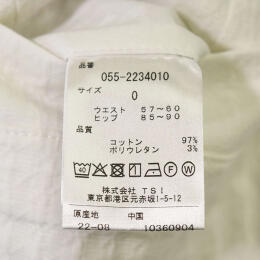 品番
055-2234010
サイズ
0
ウエスト 57~60
ヒップ 85~90
品質
コットン 97%
ポリウレタン 3%
40
株式会社 TSI
東京都港区元赤坂1-5-12
原産地 中国
22-08 10360904